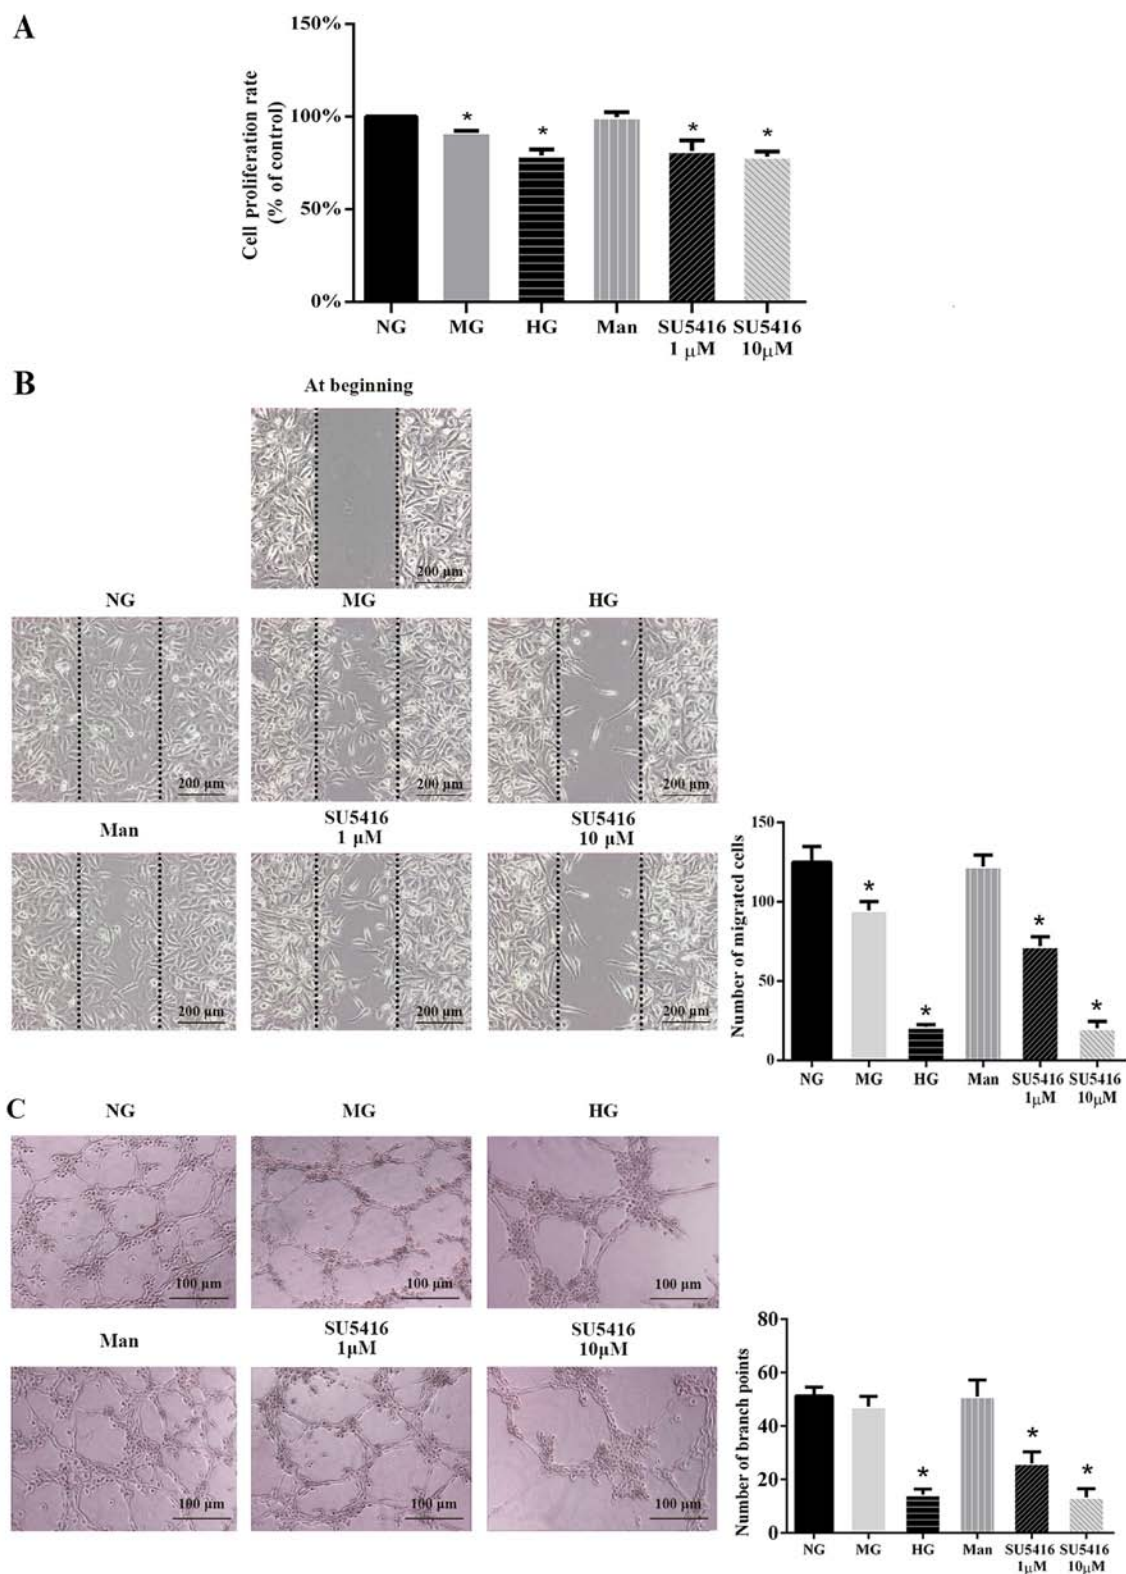 A
Cell proliferation rate
(% of control)
150%
100%
50%
0%
* * * *
NG MG HG Man SU5416 SU5416
1 μM 10μM
B
At beginning
200 μm
NG MG HG
200 μm 200 μm 200 μm
Man SU5416 SU5416
1 μM 10 μM
200 μm 200 μm 200 μm
Number of migrated cells
150
100
50
0
* * * *
NG MG HG Man SU5416 SU5416
1μM 10μM
C
NG MG HG
100 μm 100 μm 100 μm
Man SU5416 SU5416
1μM 10μM
100 μm 100 μm 100 μm
Number of branch points
80
60
40
20
0
* * *
NG MG HG Man SU5416 SU5416
1μM 10μM